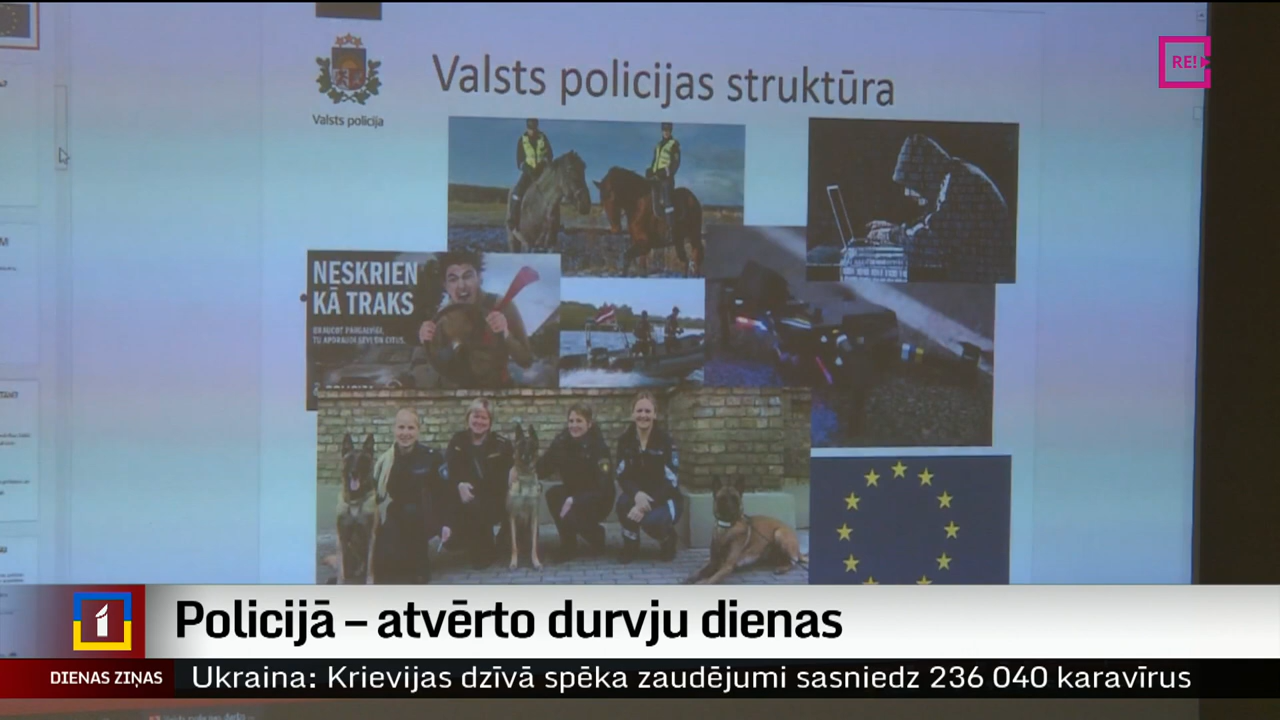 RE!
Valsts policijas struktūra
Valsts policija
NESKRIEN
KĀ TRAKS
Policijā – atvērto durvju dienas
1
DIENAS ZIŅAS
Ukraina: Krievijas dzīvā spēka zaudējumi sasniedz 236 040 karavīrus